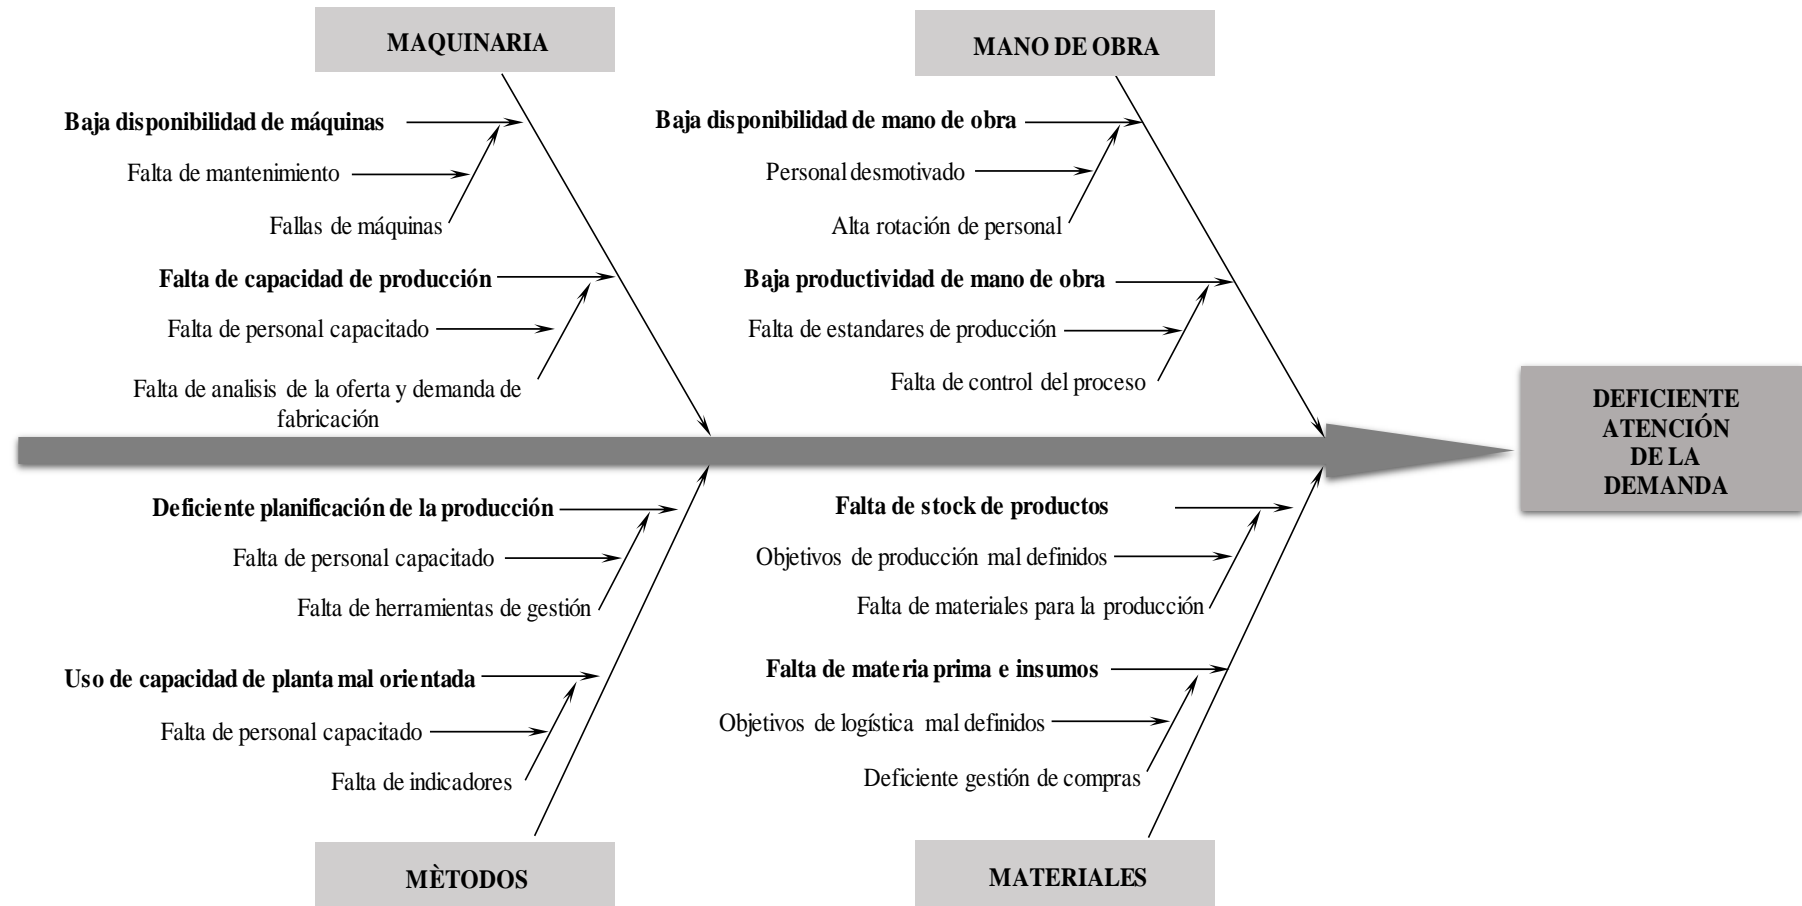 MAQUINARIA
MANO DE OBRA
Baja disponibilidad de máquinas
Falta de mantenimiento
Fallas de máquinas
Falta de capacidad de producción
Falta de personal capacitado
Falta de analisis de la oferta y demanda de
fabricación
Baja disponibilidad de mano de obra
Personal desmotivado
Alta rotación de personal
Baja productividad de mano de obra
Falta de estandares de producción
Falta de control del proceso
DEFICIENTE
ATENCIÓN
DE LA
DEMANDA
Deficiente planificación de la producción
Falta de personal capacitado
Falta de herramientas de gestión
Uso de capacidad de planta mal orientada
Falta de personal capacitado
Falta de indicadores
Falta de stock de productos
Objetivos de producción mal definidos
Falta de materiales para la producción
Falta de materia prima e insumos
Objetivos de logística mal definidos
Deficiente gestión de compras
MÈTODOS
MATERIALES